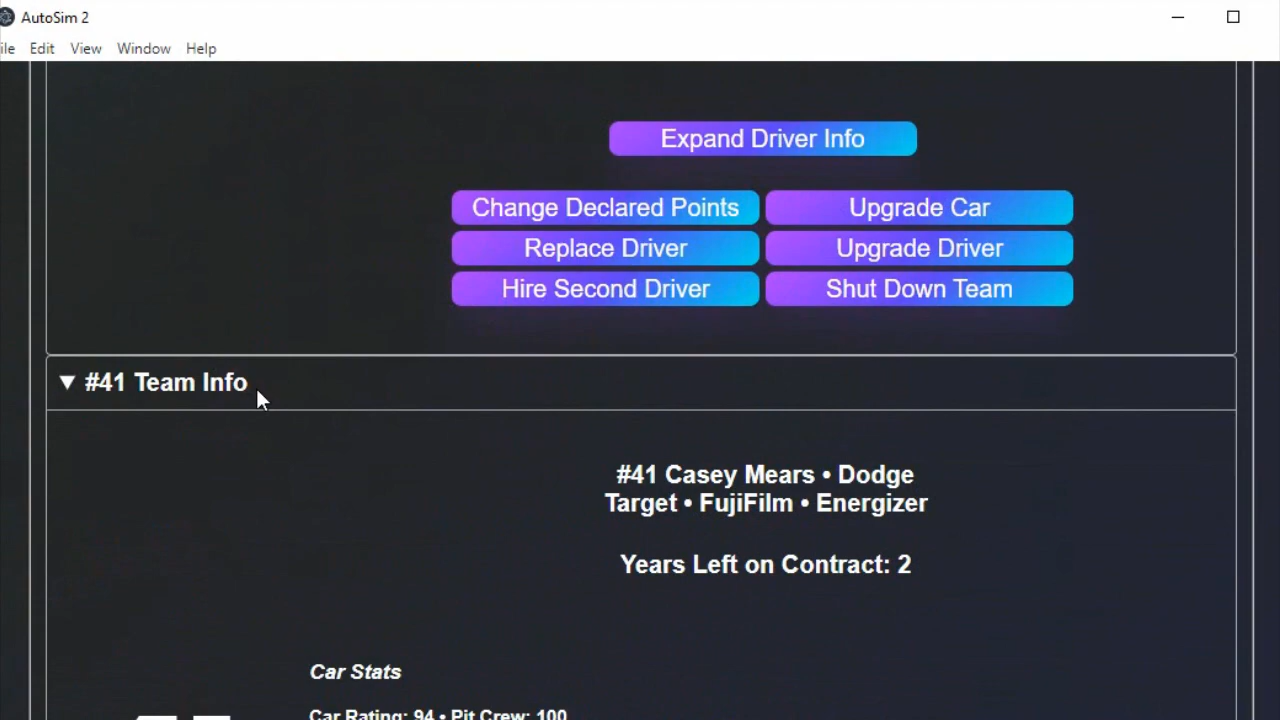 AutoSim 2
ile Edit View Window Help
Expand Driver Info
Change Declared Points Upgrade Car
Replace Driver Upgrade Driver
Hire Second Driver Shut Down Team
▼ #41 Team Info
#41 Casey Mears • Dodge
Target • FujiFilm • Energizer
Years Left on Contract: 2
Car Stats
Car Rating: 94 • Pit Crew: 100